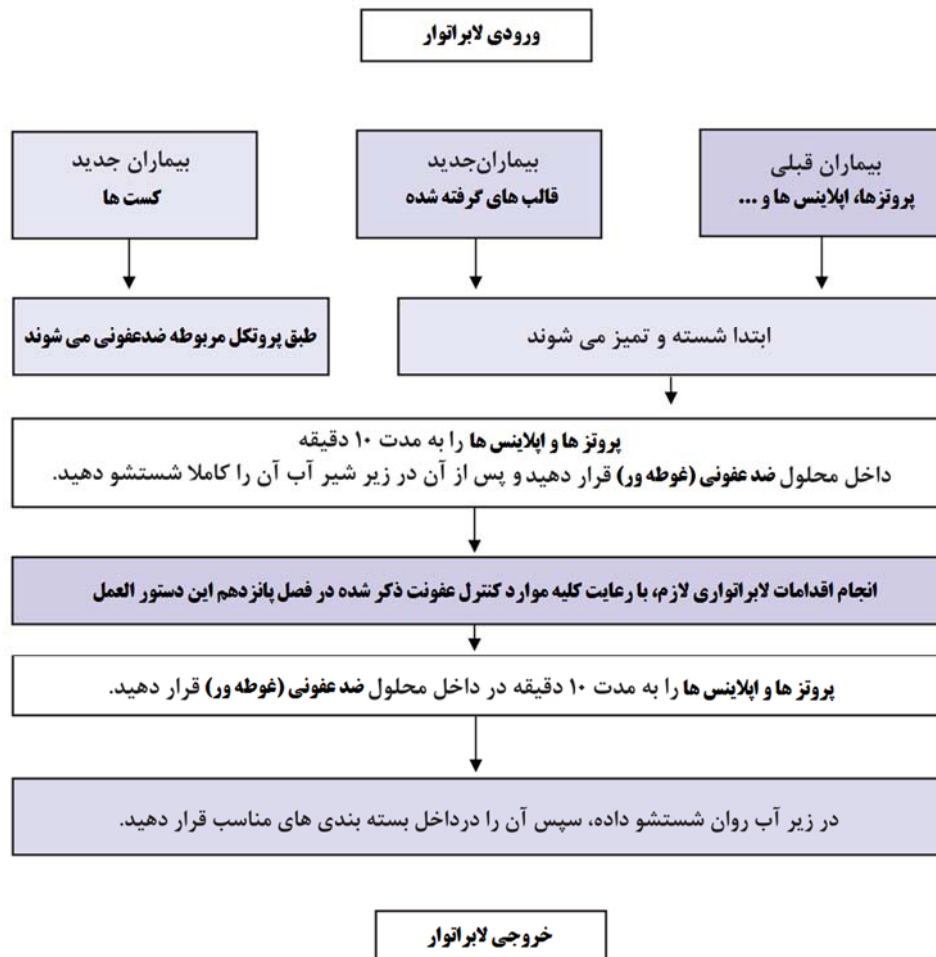 ورودی لابراتوار
بیماران قبلی
پروتزها، اپلاینس ها و ...
بیماران‌جدید
قالب های گرفته شده
بیماران جدید
کست ها
ابتدا شسته و تمیز می شوند
طبق پروتکل مربوطه ضدعفونی می شوند
پروتز ها و اپلاینس ها را به مدت ۱۰ دقیقه
داخل محلول ضدعفونی (غوطه ور) قرار دهید و پس از آن در زیر شیر آب آن را کاملا شستشو دهید.
انجام اقدامات لابراتواری لازم، با رعایت کلیه موارد کنترل عفونت ذکر شده در فصل پانزدهم این دستور العمل
پروتز ها و اپلاینس ها را به مدت ۱۰ دقیقه در داخل محلول ضدعفونی (غوطه ور) قرار دهید.
در زیر آب روان شستشو داده، سپس آن را درداخل بسته بندی های مناسب قرار دهید.
خروجی لابراتوار